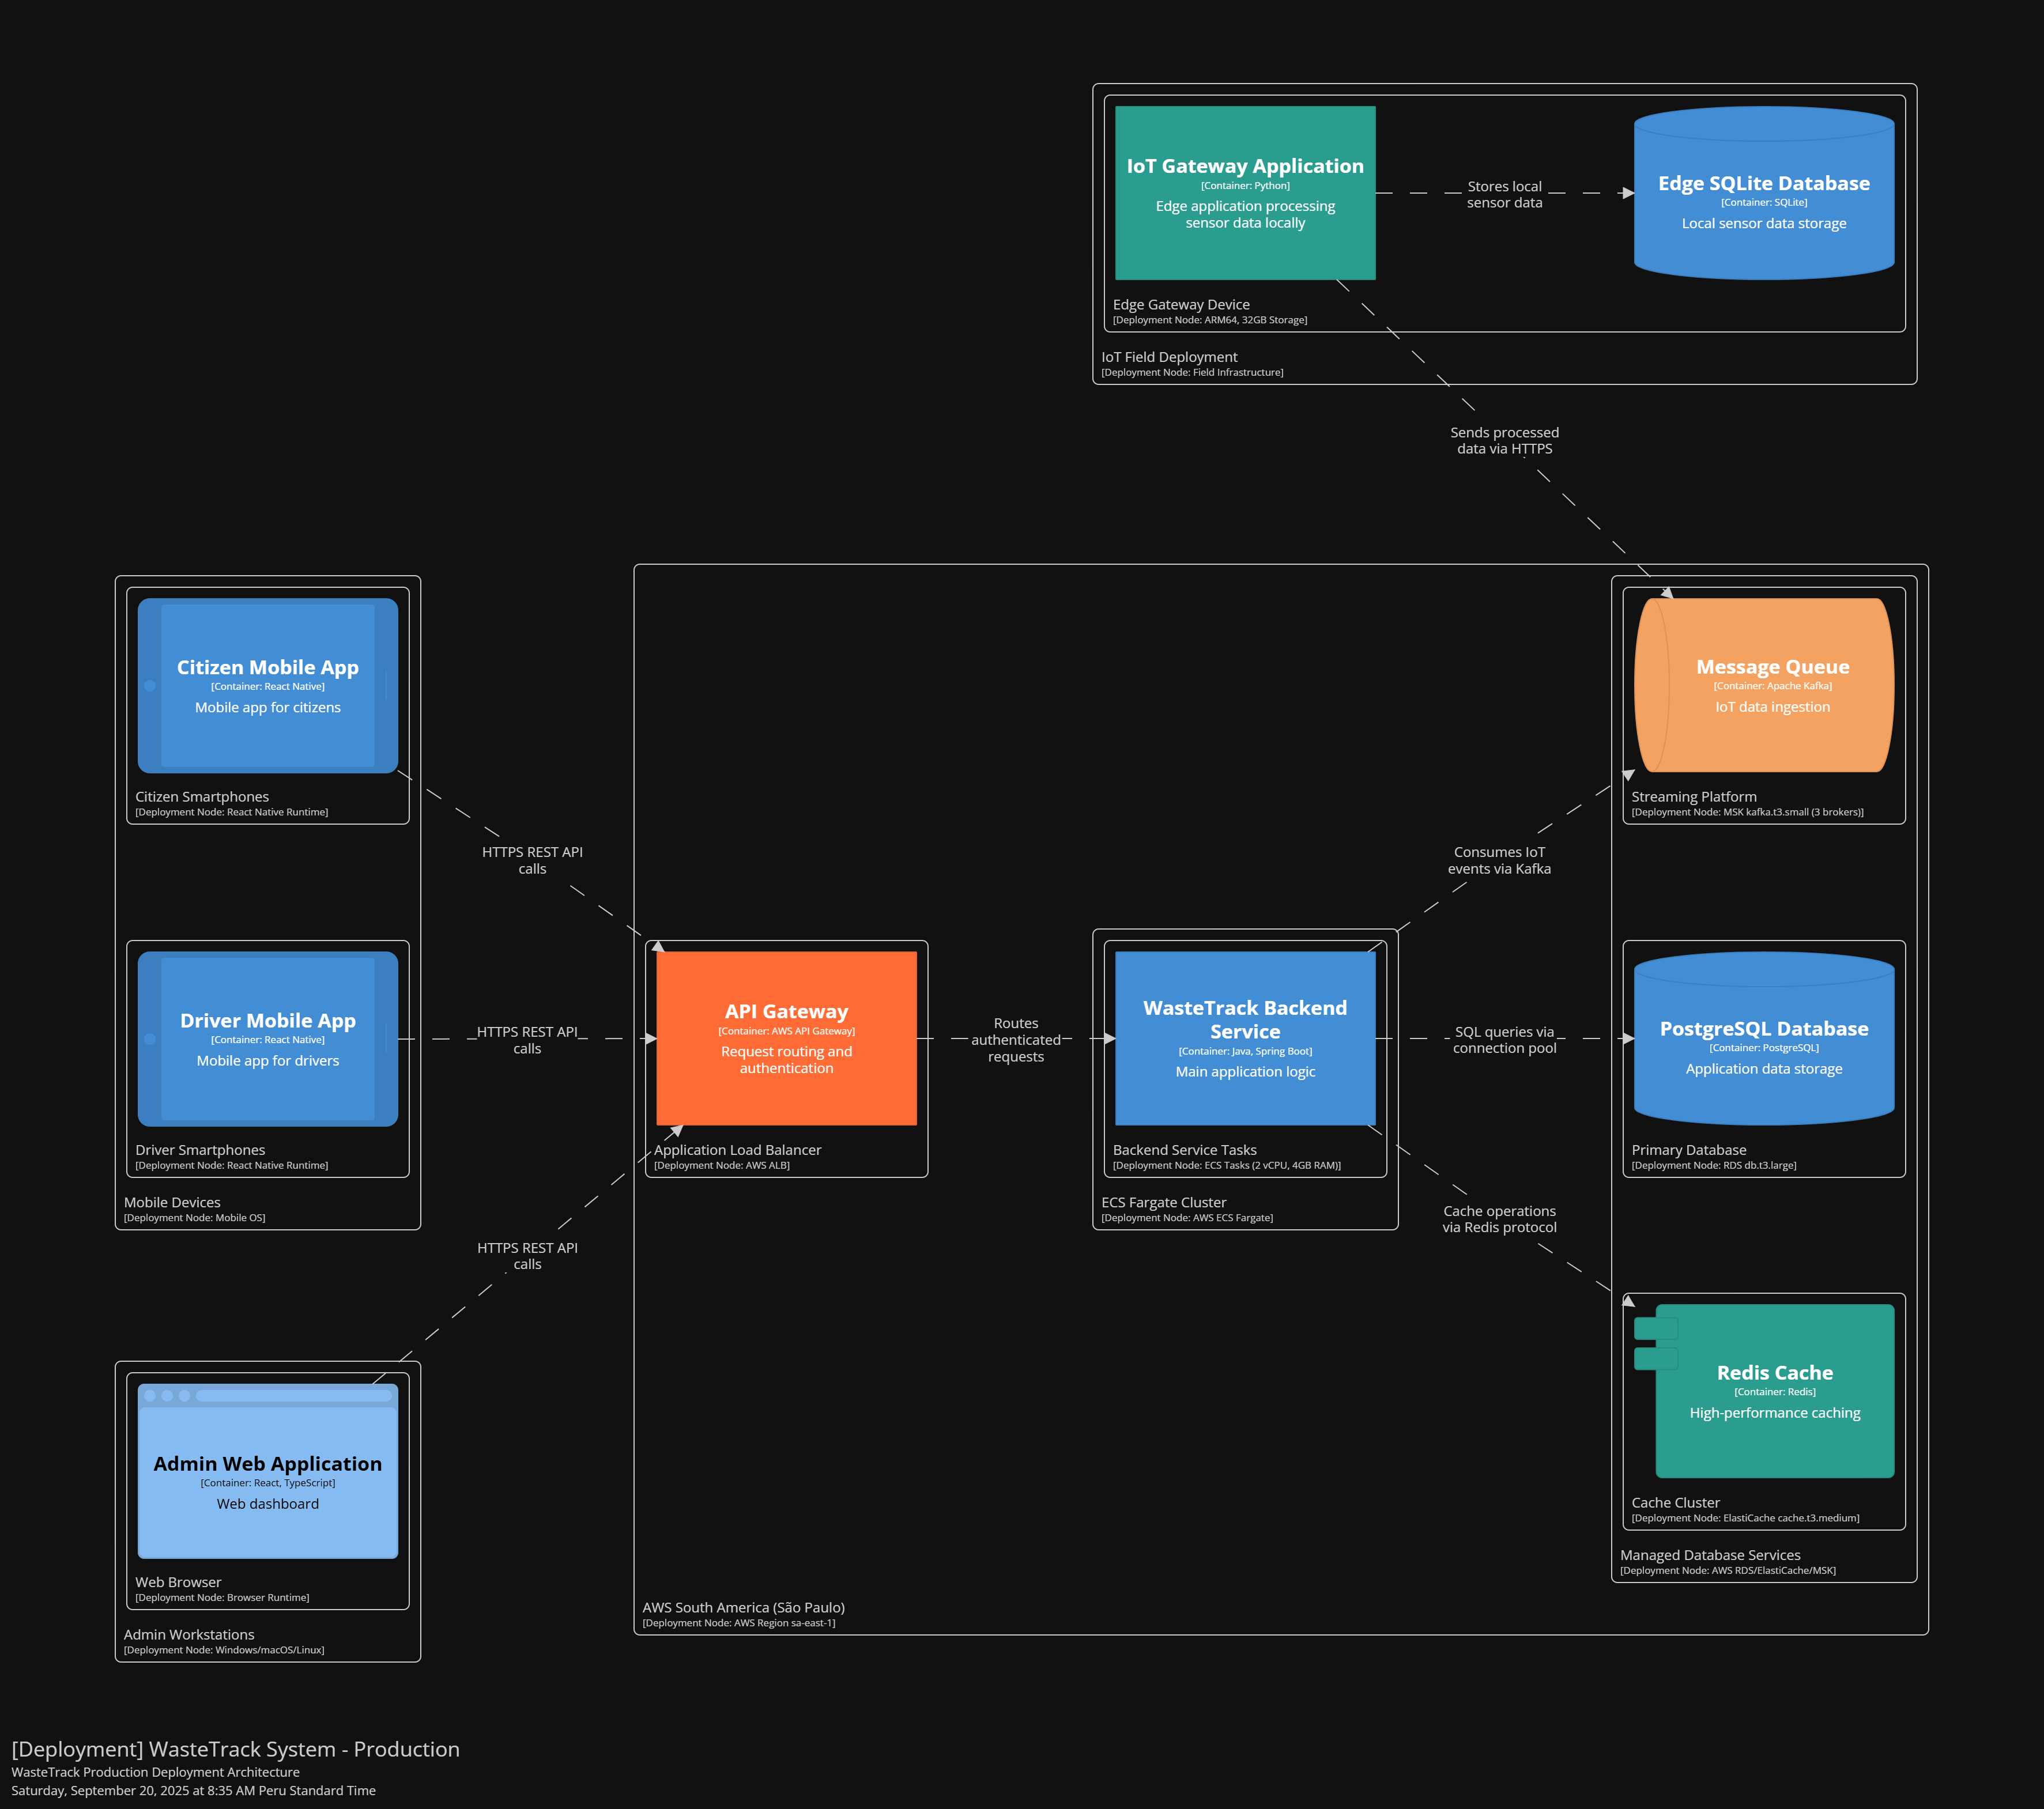 IoT Gateway Application
[Container: Python]
Edge application processing
sensor data locally
Stores local
sensor data
Edge SQLite Database
[Container: SQLite]
Local sensor data storage
Edge Gateway Device
[Deployment Node: ARM64, 32GB Storage]
IoT Field Deployment
[Deployment Node: Field Infrastructure]
Sends processed
data via HTTPS
Citizen Mobile App
[Container: React Native]
Mobile app for citizens
Citizen Smartphones
[Deployment Node: React Native Runtime]
HTTPS REST API
calls
Driver Mobile App
[Container: React Native]
Mobile app for drivers
Driver Smartphones
[Deployment Node: React Native Runtime]
Mobile Devices
[Deployment Node: Mobile OS]
HTTPS REST API
calls
HTTPS REST API
calls
Admin Web Application
[Container: React, TypeScript]
Web dashboard
Web Browser
[Deployment Node: Browser Runtime]
Admin Workstations
[Deployment Node: Windows/macOS/Linux]
API Gateway
[Container: AWS API Gateway]
Request routing and
authentication
Application Load Balancer
[Deployment Node: AWS ALB]
Routes
authenticated
requests
WasteTrack Backend
Service
[Container: Java, Spring Boot]
Main application logic
Backend Service Tasks
[Deployment Node: ECS Tasks (2 vCPU, 4GB RAM)]
ECS Fargate Cluster
[Deployment Node: AWS ECS Fargate]
Consumes IoT
events via Kafka
SQL queries via
connection pool
Cache operations
via Redis protocol
Message Queue
[Container: Apache Kafka]
IoT data ingestion
Streaming Platform
[Deployment Node: MSK kafka.t3.small (3 brokers)]
PostgreSQL Database
[Container: PostgreSQL]
Application data storage
Primary Database
[Deployment Node: RDS db.t3.large]
Redis Cache
[Container: Redis]
High-performance caching
Cache Cluster
[Deployment Node: ElastiCache cache.t3.medium]
Managed Database Services
[Deployment Node: AWS RDS/ElastiCache/MSK]
AWS South America (São Paulo)
[Deployment Node: AWS Region sa-east-1]
[Deployment] WasteTrack System - Production
WasteTrack Production Deployment Architecture
Saturday, September 20, 2025 at 8:35 AM Peru Standard Time